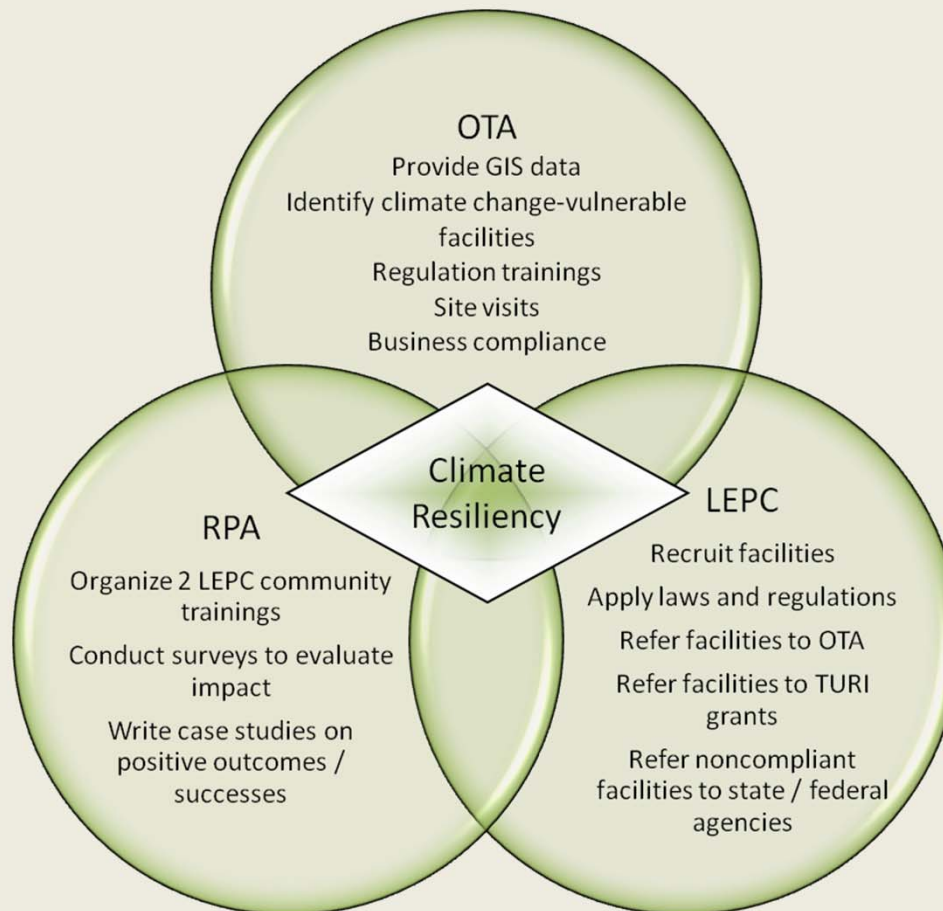 OTA
Provide GIS data
Identify climate change-vulnerable
facilities
Regulation trainings
Site visits
Business compliance
Climate
Resiliency
RPA
Organize 2 LEPC community
trainings
Conduct surveys to evaluate
impact
Write case studies on
positive outcomes /
successes
LEPC
Recruit facilities
Apply laws and regulations
Refer facilities to OTA
Refer facilities to TURI
grants
Refer noncompliant
facilities to state / federal
agencies